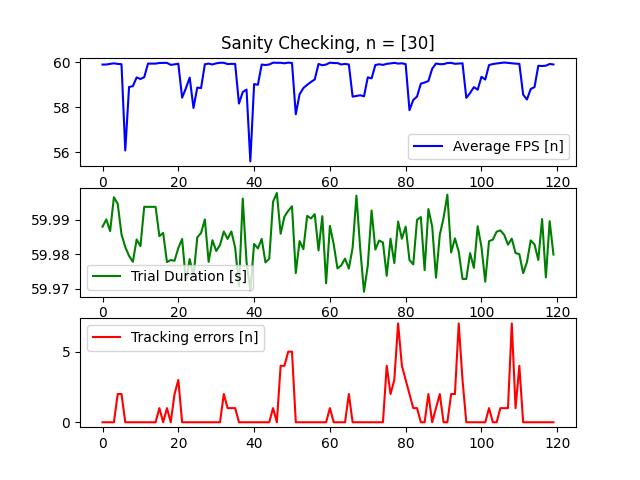 Sanity Checking, n = [30]
60
58
56
Average FPS [n]
0 20 40 60 80 100 120
59.99
59.98
59.97
Trial Duration [s]
0 20 40 60 80 100 120
5
0
Tracking errors [n]
0 20 40 60 80 100 120